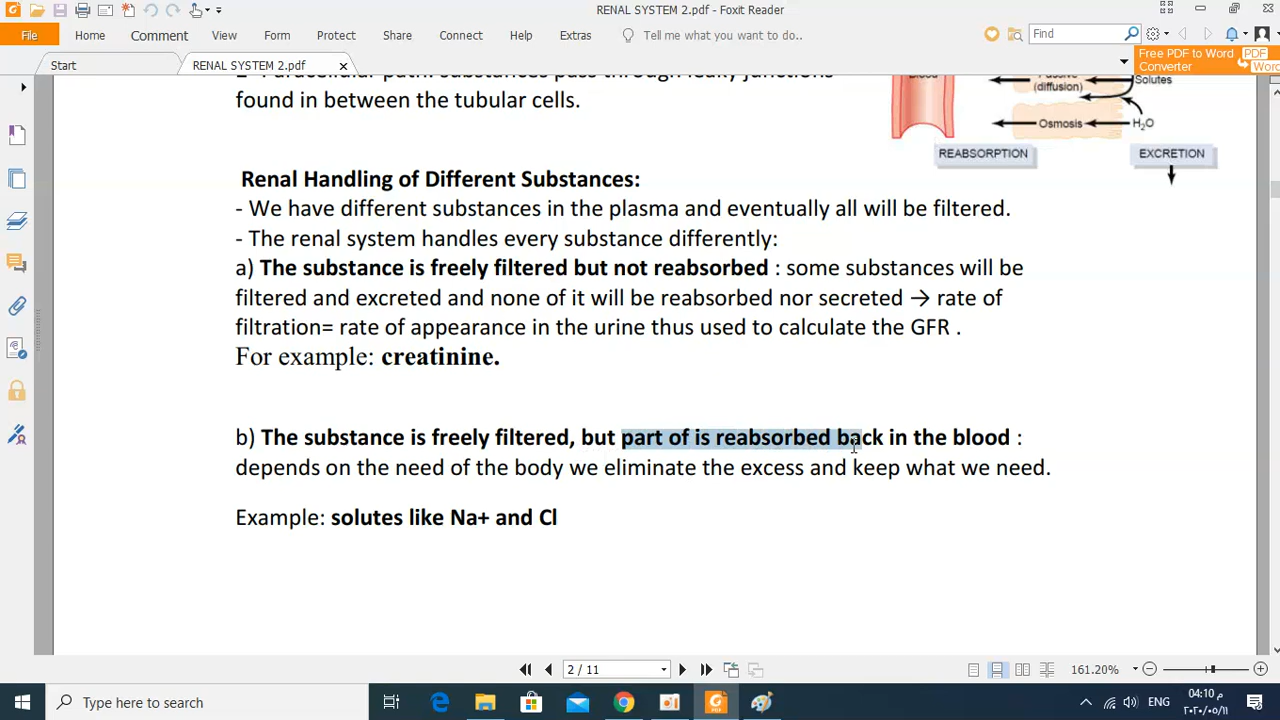 RENAL SYSTEM 2.pdf - Foxit Reader
File Home Comment View Form Protect Share Connect Help Extras Tell me what you want to do.. Find
Free PDF to Word PDF
Converter Word
Start RENAL SYSTEM 2.pdf
found in between the tubular cells.
(diffusion) Solutes
Osmosis H₂O
REABSORPTION EXCRETION
Renal Handling of Different Substances:
- We have different substances in the plasma and eventually all will be filtered.
- The renal system handles every substance differently:
a) The substance is freely filtered but not reabsorbed : some substances will be
filtered and excreted and none of it will be reabsorbed nor secreted → rate of
filtration= rate of appearance in the urine thus used to calculate the GFR .
For example: creatinine.
b) The substance is freely filtered, but part of is reabsorbed back in the blood :
depends on the need of the body we eliminate the excess and keep what we need.
Example: solutes like Na+ and Cl
2 / 11 161.20%
Type here to search ENG م 04:10
٢٠٢٠/٠٥/١١